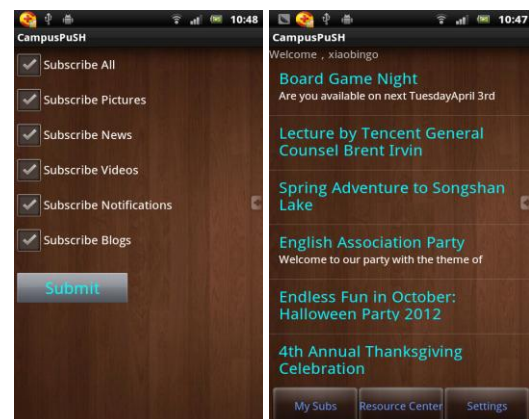 10:48
CampusPuSH
Subscribe All
Subscribe Pictures
Subscribe News
Subscribe Videos
Subscribe Notifications
Subscribe Blogs
Submit
10:47
CampusPuSH
Welcome , xiaobingo
Board Game Night
Are you available on next TuesdayApril 3rd
Lecture by Tencent General
Counsel Brent Irvin
Spring Adventure to Songshan
Lake
English Association Party
Welcome to our party with the theme of
Endless Fun in October:
Halloween Party 2012
4th Annual Thanksgiving
Celebration
My Subs Resource Center Settings